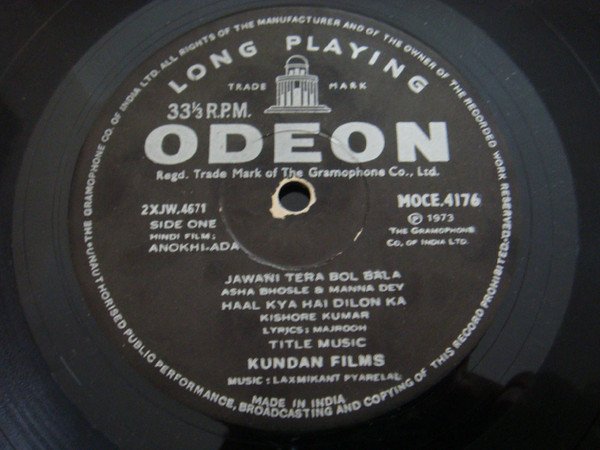 ALL RIGHTS OF THE MANUFACTURER AND OF THE OWNER OF THE RECORDED WORK RESERVED
UNAUTHORISED PUBLIC PERFORMANCE, BROADCASTING AND COPYING OF THIS RECORD PROHIBITED.
THE GRAMOPHONE CO. OF INDIA LTD.
LONG PLAYING
TRADE MARK
33⅓ R.P.M.
ODEON
Regd. Trade Mark of The Gramophone Co., Ltd.
2XJW.4671
SIDE ONE
HINDI FILM:
ANOKHI-ADA
MOCE.4176
Ⓟ 1973
THE GRAMOPHONE
CO. OF INDIA LTD.
JAWANI TERA BOL BALA
ASHA BHOSLE & MANNA DEY
HAAL KYA HAI DILON KA
KISHORE KUMAR
LYRICS: MAJROOH
TITLE MUSIC
KUNDAN FILMS
MUSIC: LAXMIKANT PYARELAL
MADE IN INDIA